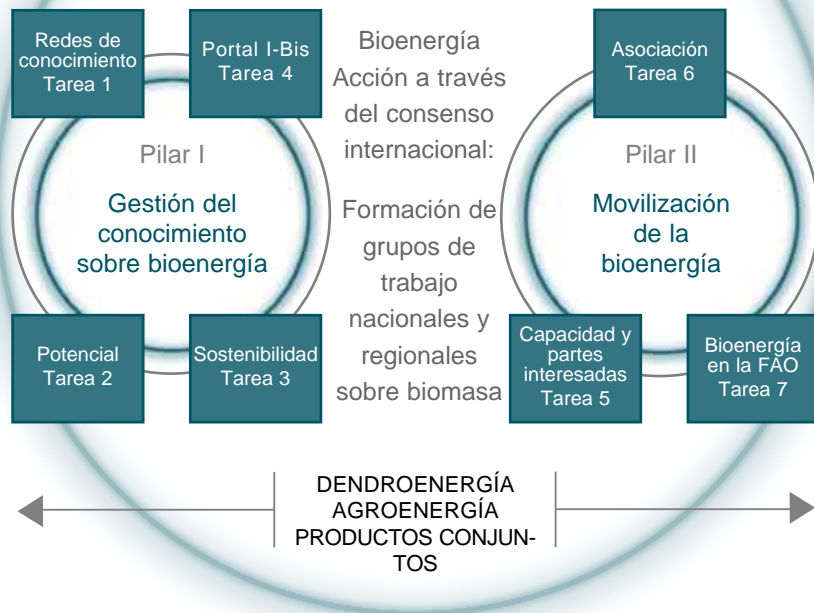 Redes de
conocimiento
Tarea 1
Portal I-Bis
Tarea 4
Pilar I
Gestión del
conocimiento
sobre bioenergía
Potencial
Tarea 2
Sostenibilidad
Tarea 3
Bioenergía
Acción a través
del consenso
internacional:
Formación de
grupos de
trabajo
nacionales y
regionales
sobre biomasa
Asociación
Tarea 6
Pilar II
Movilización
de la
bioenergía
Capacidad y
partes
interesadas
Tarea 5
Bioenergía
en la FAO
Tarea 7
DENDROENERGÍA
AGROENERGÍA
PRODUCTOS CONJUN-
TOS